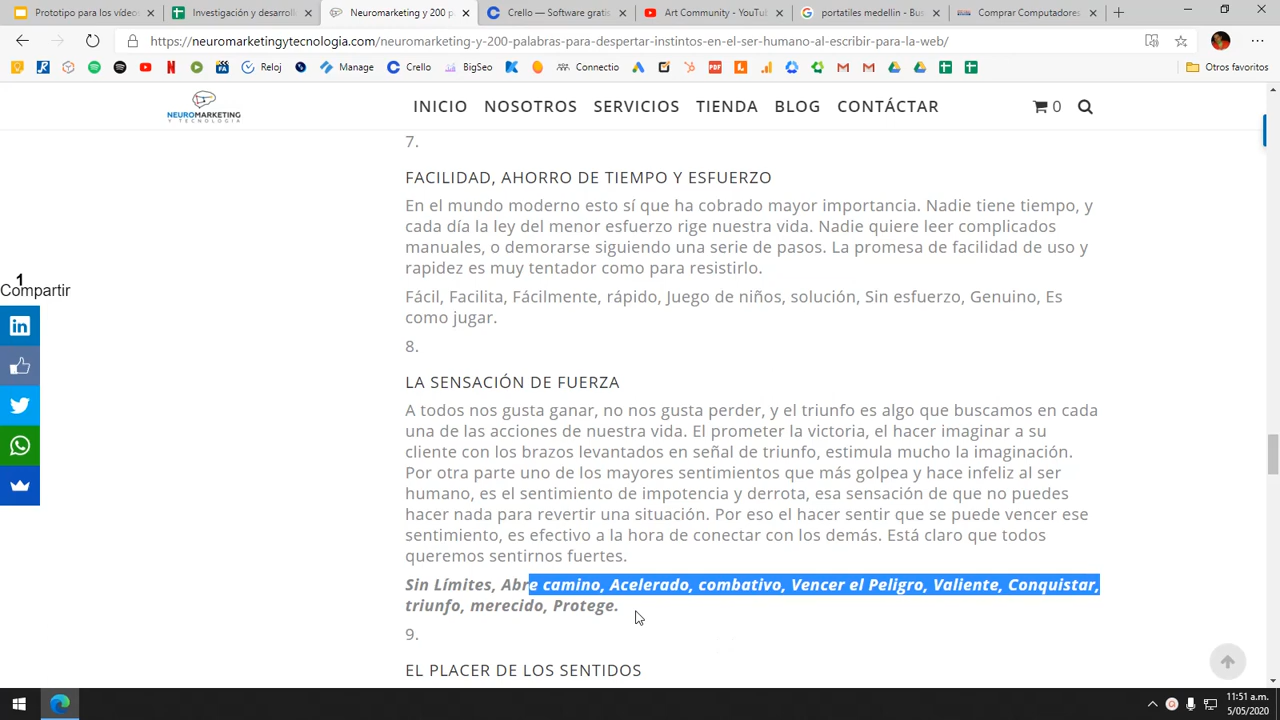 Prototipo para los vídeos
Investigación y desarroll
Neuromarketing y 200 p
Crello — Software gratis
Art Community - YouTu
portatiles medellin - Bus
Comprar Computadores
https://neuromarketingytecnologia.com/neuromarketing-y-200-palabras-para-despertar-instintos-en-el-ser-humano-al-escribir-para-la-web/
Reloj
Manage
Crello
BigSeo
Connectio
Otros favoritos
NEUROMARKETING
Y TECNOLOGIA
INICIO NOSOTROS SERVICIOS TIENDA BLOG CONTÁCTAR 0
7.
FACILIDAD, AHORRO DE TIEMPO Y ESFUERZO
En el mundo moderno esto sí que ha cobrado mayor importancia. Nadie tiene tiempo, y
cada día la ley del menor esfuerzo rige nuestra vida. Nadie quiere leer complicados
manuales, o demorarse siguiendo una serie de pasos. La promesa de facilidad de uso y
rapidez es muy tentador como para resistirlo.
Fácil, Facilita, Fácilmente, rápido, Juego de niños, solución, Sin esfuerzo, Genuino, Es
como jugar.
1
Compartir
8.
LA SENSACIÓN DE FUERZA
A todos nos gusta ganar, no nos gusta perder, y el triunfo es algo que buscamos en cada
una de las acciones de nuestra vida. El prometer la victoria, el hacer imaginar a su
cliente con los brazos levantados en señal de triunfo, estimula mucho la imaginación.
Por otra parte uno de los mayores sentimientos que más golpea y hace infeliz al ser
humano, es el sentimiento de impotencia y derrota, esa sensación de que no puedes
hacer nada para revertir una situación. Por eso el hacer sentir que se puede vencer ese
sentimiento, es efectivo a la hora de conectar con los demás. Está claro que todos
queremos sentirnos fuertes.
Sin Límites, Abre camino, Acelerado, combativo, Vencer el Peligro, Valiente, Conquistar,
triunfo, merecido, Protege.
9.
EL PLACER DE LOS SENTIDOS
11:51 a.m.
5/05/2020